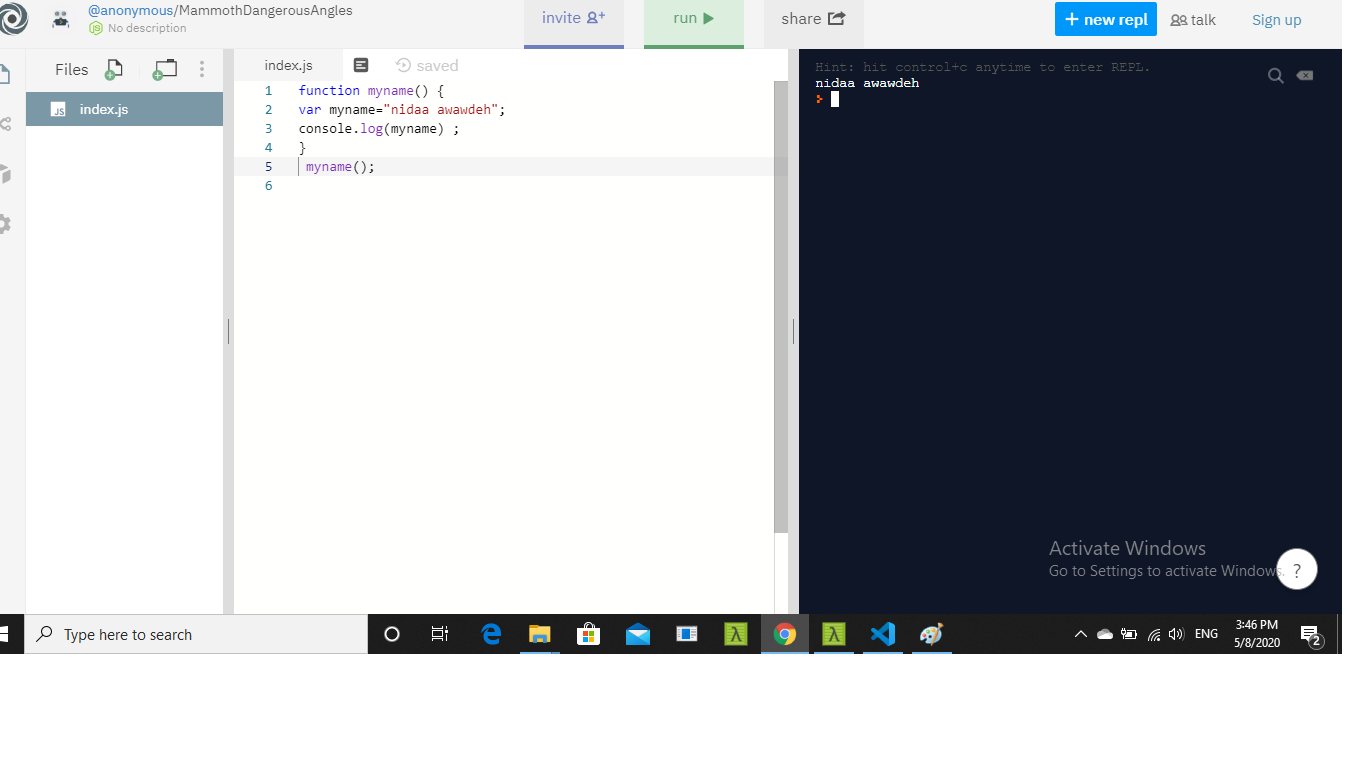 @anonymous/MammothDangerousAngles
No description
invite
run
share
+ new repl
talk
Sign up
Files
index.js
index.js
saved
1 function myname() {
2 var myname="nidaa awawdeh";
3 console.log(myname) ;
4 }
5 myname();
6
Hint: hit control+c anytime to enter REPL.
nidaa awawdeh
>
Activate Windows
Go to Settings to activate Windows.
?
Type here to search
ENG
3:46 PM
5/8/2020
2